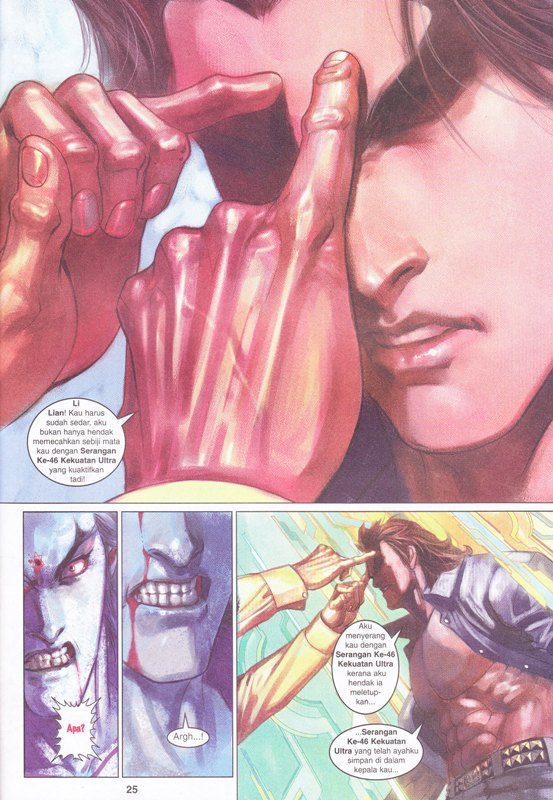 Li
Lian! Kau harus
sudah sedar, aku
bukan hanya hendak
memecahkan sebiji mata
kau dengan Serangan
Ke-46 Kekuatan Ultra
yang kuaktifkan
tadi!
Apa?
Argh...!
Aku
menyerang
kau dengan
Serangan Ke-46
Kekuatan Ultra
kerana aku
hendak ia
meletup-
kan...
...Serangan
Ke-46 Kekuatan
Ultra yang telah ayahku
simpan di dalam
kepala kau...
25